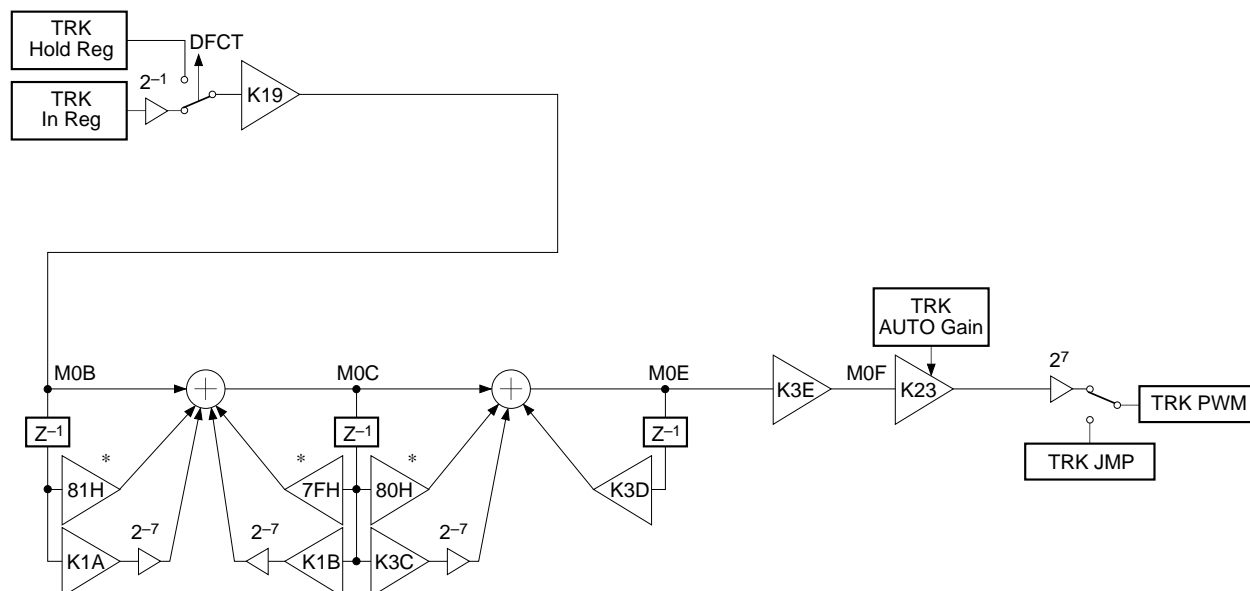 TRK
Hold Reg
DFCT
2–1
TRK
In Reg
K19
TRK
AUTO Gain
M0B
M0C
M0E
K3E
M0F
K23
27
TRK PWM
TRK JMP
Z–1
Z–1
Z–1
*
*
*
81H
7FH
80H
K3D
2–7
2–7
2–7
K1A
K1B
K3C